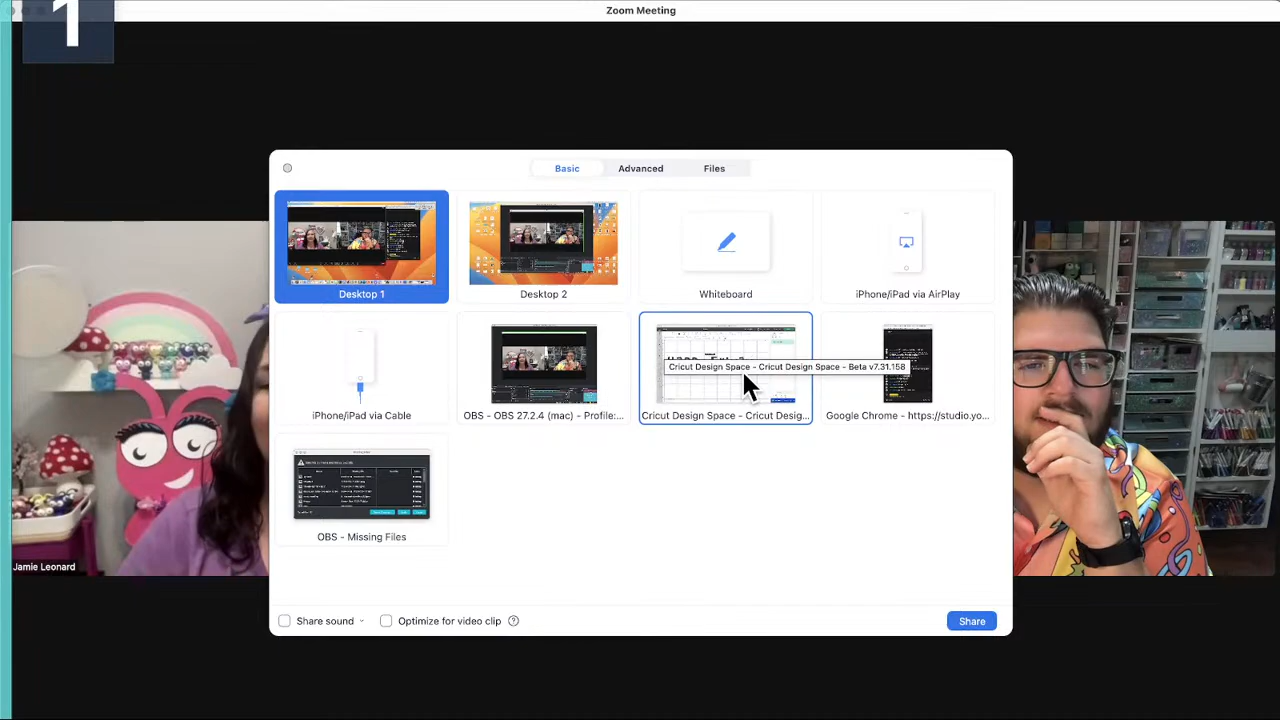 Zoom Meeting
1
Basic
Advanced
Files
Desktop 1
Desktop 2
Whiteboard
iPhone/iPad via AirPlay
Cricut Design Space - Cricut Design Space - Beta v7.31.158
iPhone/iPad via Cable
OBS - OBS 27.2.4 (mac) - Profile:...
Cricut Design Space - Cricut Desig...
Google Chrome - https://studio.yo...
OBS - Missing Files
Jamie Leonard
Share sound
Optimize for video clip
?
Share